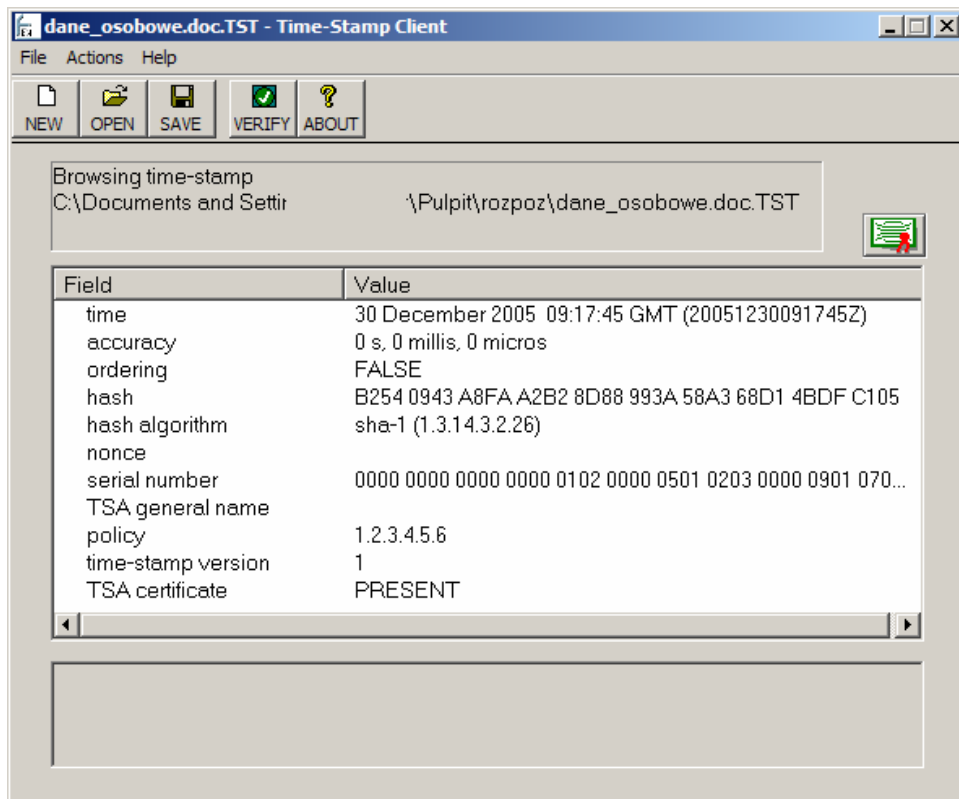 dane_osobowe.doc.TST - Time-Stamp Client
File Actions Help
NEW OPEN SAVE VERIFY ABOUT
Browsing time-stamp
C:\Documents and Settir \Pulpit\rozpoz\dane_osobowe.doc.TST
Field Value
time 30 December 2005 09:17:45 GMT (20051230091745Z)
accuracy 0 s, 0 millis, 0 micros
ordering FALSE
hash B254 0943 A8FA A2B2 8D88 993A 58A3 68D1 4BDF C105
hash algorithm sha-1 (1.3.14.3.2.26)
nonce
serial number 0000 0000 0000 0000 0102 0000 0501 0203 0000 0901 070...
TSA general name
policy 1.2.3.4.5.6
time-stamp version 1
TSA certificate PRESENT